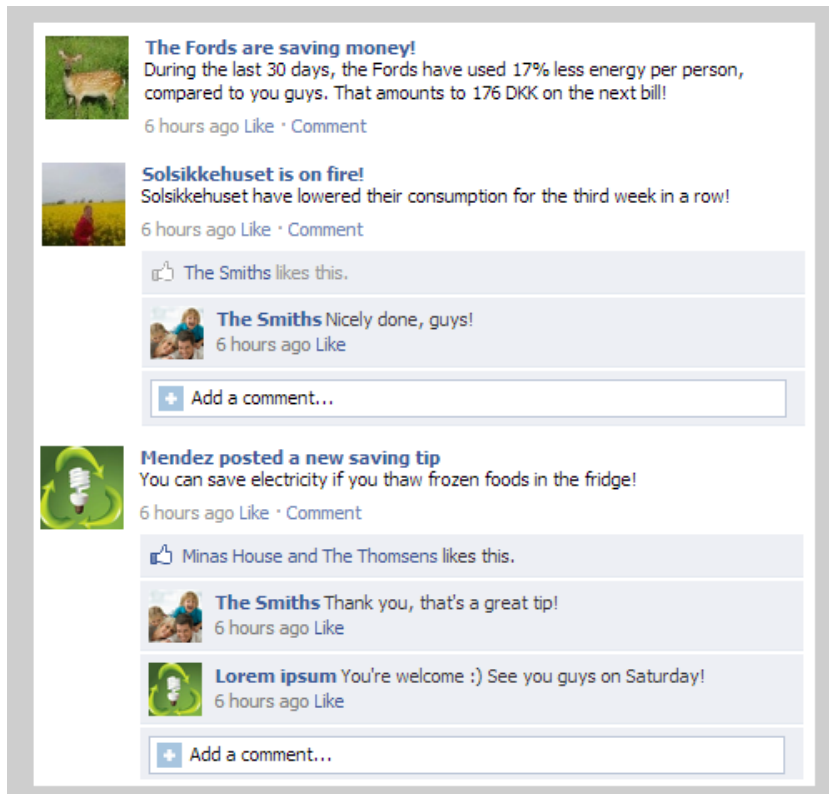 The Fords are saving money!
During the last 30 days, the Fords have used 17% less energy per person,
compared to you guys. That amounts to 176 DKK on the next bill!
6 hours ago Like · Comment
Solsikkehuset is on fire!
Solsikkehuset have lowered their consumption for the third week in a row!
6 hours ago Like · Comment
The Smiths likes this.
The Smiths Nicely done, guys!
6 hours ago Like
Add a comment...
Mendez posted a new saving tip
You can save electricity if you thaw frozen foods in the fridge!
6 hours ago Like · Comment
Minas House and The Thomsens likes this.
The Smiths Thank you, that's a great tip!
6 hours ago Like
Lorem ipsum You're welcome :) See you guys on Saturday!
6 hours ago Like
Add a comment...